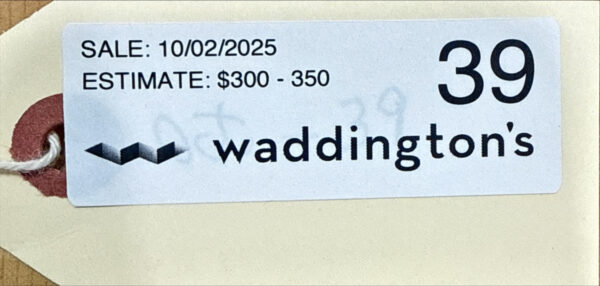 SALE: 10/02/2025
ESTIMATE: $300 - 350
39
waddington's